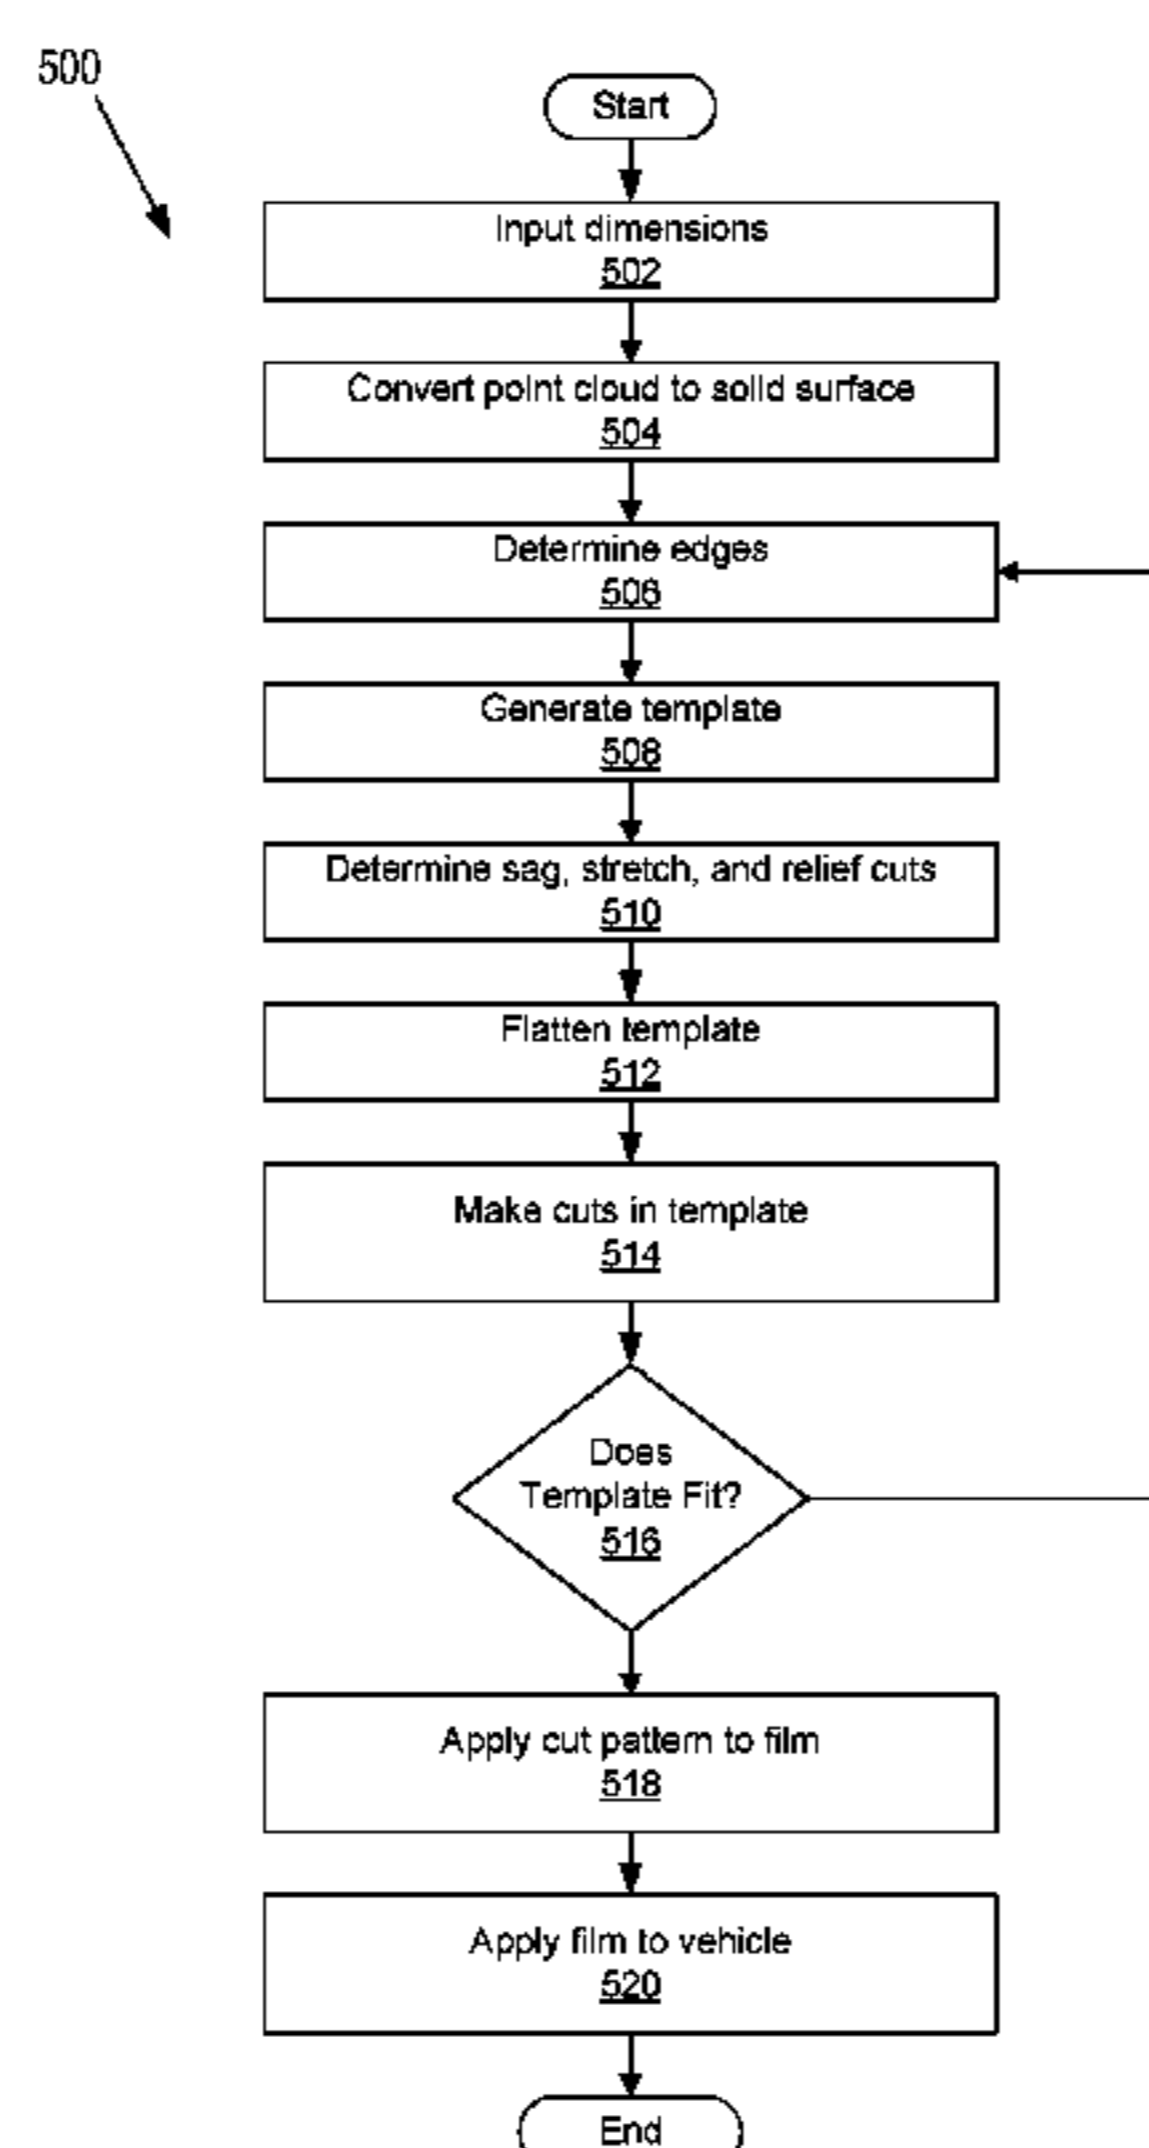 500
Start
Input dimensions
502
Convert point cloud to solid surface
504
Determine edges
506
Generate template
508
Determine sag, stretch, and relief cuts
510
Flatten template
512
Make cuts in template
514
Does
Template Fit?
516
Apply cut pattern to film
518
Apply film to vehicle
520
End